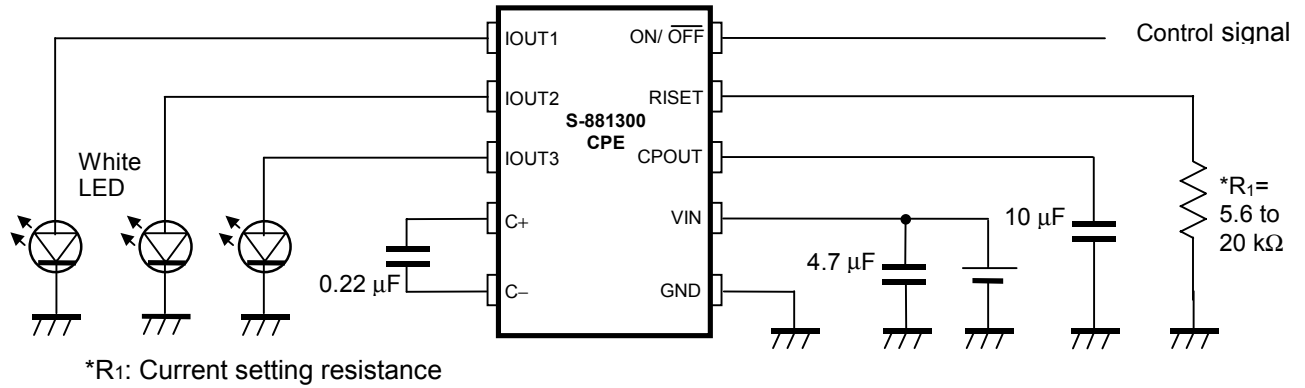 IOUT1
ON/ OFF
Control signal
IOUT2
RISET
S-881300
CPE
IOUT3
CPOUT
White
LED
*R1=
5.6 to
20 kΩ
C+
VIN
10 μF
4.7 μF
0.22 μF
C−
GND
*R1: Current setting resistance